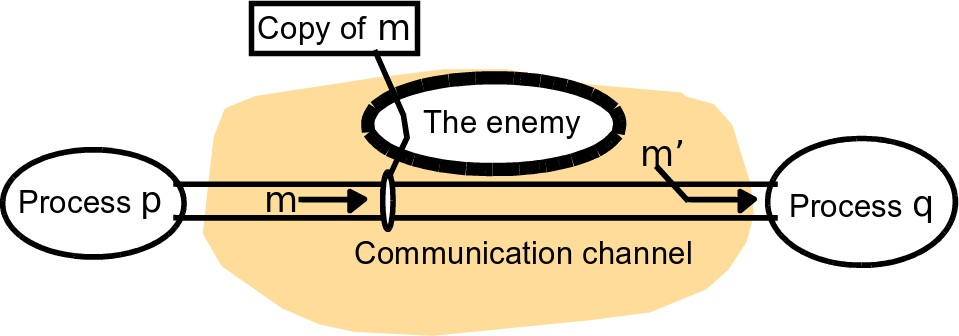 Copy of m
The enemy
m’
Process p
m
Process q
Communication channel